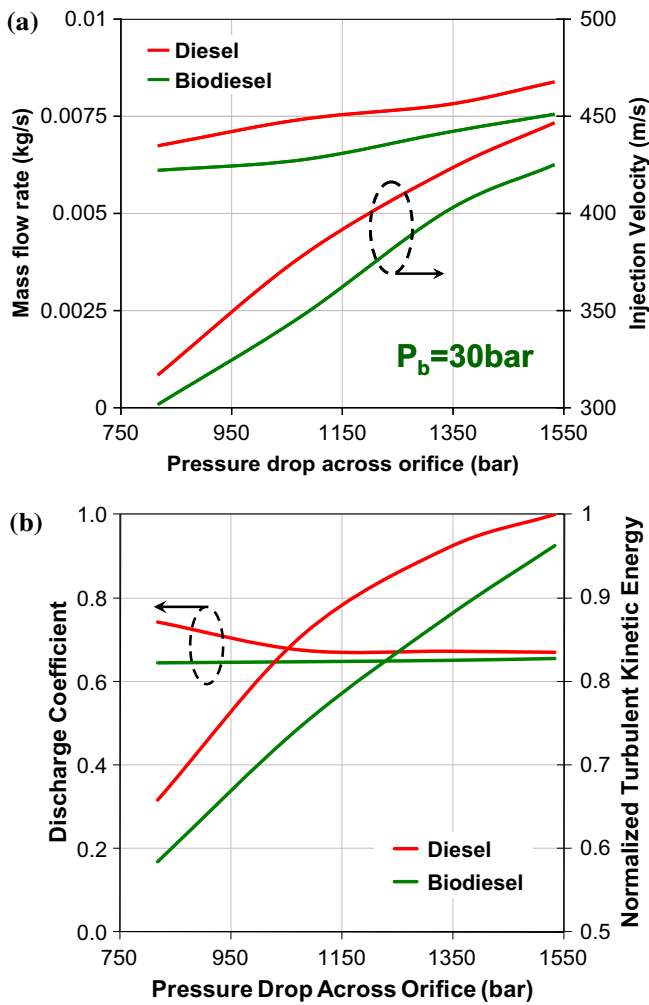 (a)
0.01
0.0075
0.005
0.0025
0
Mass flow rate (kg/s)
Diesel
Biodiesel
P_b=30bar
500
450
400
350
300
Injection Velocity (m/s)
750 950 1150 1350 1550
Pressure drop across orifice (bar)
(b)
1.0
0.8
0.6
0.4
0.2
0.0
Discharge Coefficient
Diesel
Biodiesel
1
0.9
0.8
0.7
0.6
0.5
Normalized Turbulent Kinetic Energy
750 950 1150 1350 1550
Pressure Drop Across Orifice (bar)